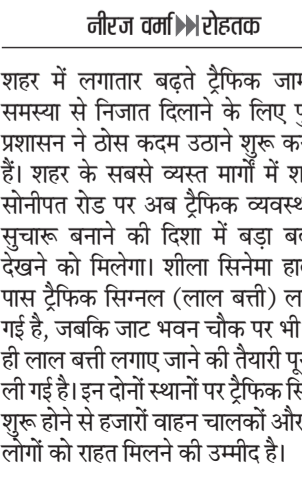 नीरज वर्मा रोहतक
शहर में लगातार बढ़ते ट्रैफिक जाम
समस्या से निजात दिलाने के लिए
प्रशासन ने ठोस कदम उठाने शुरू
हैं। शहर के सबसे व्यस्त मार्गों में
सोनीपत रोड पर अब ट्रैफिक
सुचारू बनाने की दिशा में बड़ा
देखने को मिलेगा। शीला सिनेमा
पास ट्रैफिक सिग्नल (लाल बत्ती)
गई है, जबकि जाट भवन चौक पर भी
ही लाल बत्ती लगाए जाने की तैयारी
ली गई है। इन दोनों स्थानों पर ट्रैफिक
शुरू होने से हजारों वाहन चालकों और
लोगों को राहत मिलने की उम्मीद है।